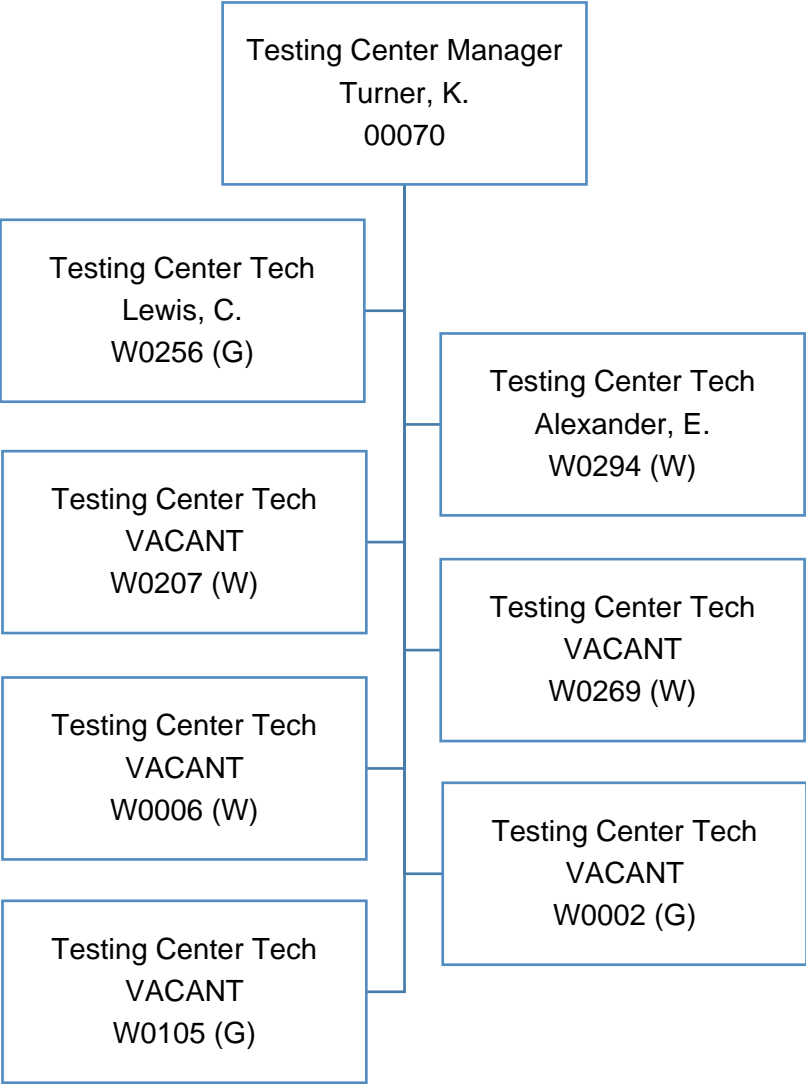 Testing Center Manager
Turner, K.
00070
Testing Center Tech
Lewis, C.
W0256 (G)
Testing Center Tech
Alexander, E.
W0294 (W)
Testing Center Tech
VACANT
W0207 (W)
Testing Center Tech
VACANT
W0269 (W)
Testing Center Tech
VACANT
W0006 (W)
Testing Center Tech
VACANT
W0002 (G)
Testing Center Tech
VACANT
W0105 (G)